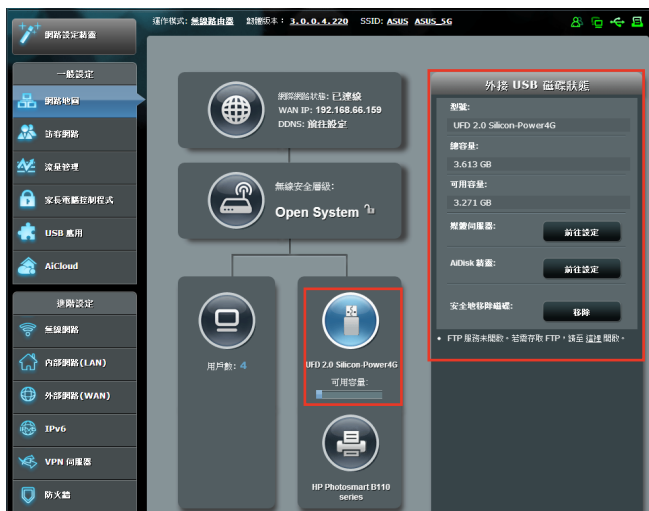 運作模式: 無線路由器 韌體版本: 3.0.0.4.220 SSID: ASUS ASUS_5G
網路設定精靈
一般設定
網路地圖
訪客網路
流量管理
家長電腦控制程式
USB 應用
AiCloud
進階設定
無線網路
內部網路(LAN)
外部網路(WAN)
IPv6
VPN 伺服器
防火牆
網際網路狀態: 已連線
WAN IP: 192.168.66.159
DDNS: 前往設定
無線安全層級:
Open System
用戶數: 4
UFD 2.0 Silicon-Power4G
可用容量:
HP Photosmart B110
series
外接 USB 磁碟狀態
型號:
UFD 2.0 Silicon-Power4G
總容量:
3.613 GB
可用容量:
3.271 GB
媒體伺服器:
前往設定
AiDisk 精靈:
前往設定
安全地移除磁碟:
移除
• FTP 服務未開啟。若需存取 FTP，請至 這裡 開啟。